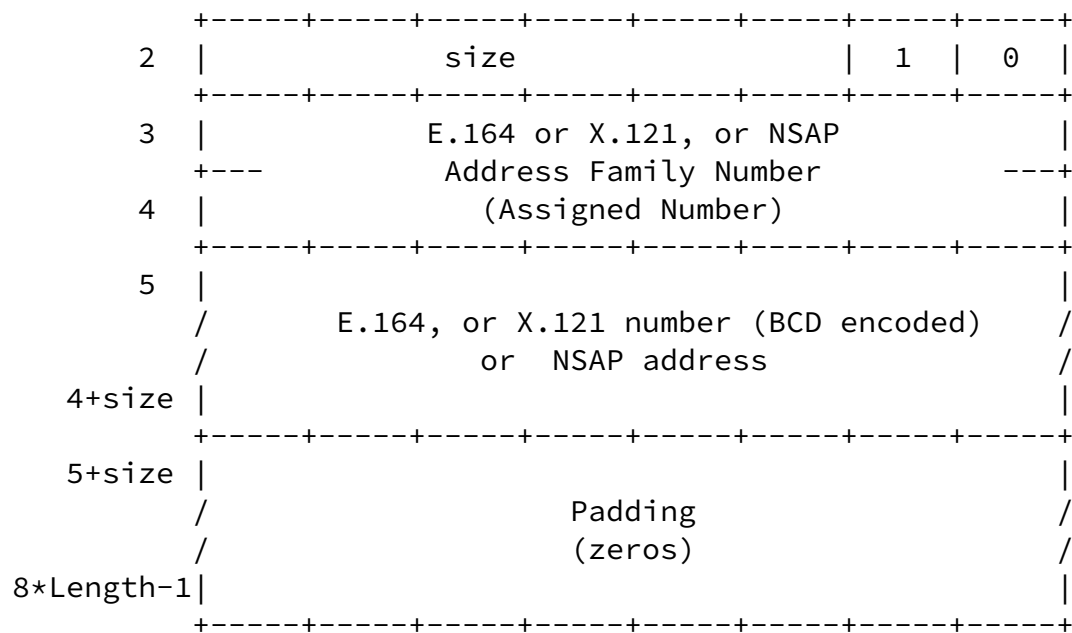 +-----+-----+-----+-----+-----+-----+-----+-----+
2 | size | 1 | 0 |
+-----+-----+-----+-----+-----+-----+-----+-----+
3 | E.164 or X.121, or NSAP |
+--- Address Family Number ---+
4 | (Assigned Number) |
+-----+-----+-----+-----+-----+-----+-----+-----+
5 | |
/ E.164, or X.121 number (BCD encoded) /
/ or NSAP address /
4+size | |
+-----+-----+-----+-----+-----+-----+-----+-----+
5+size | |
/ Padding /
/ (zeros) /
8*Length-1| |
+-----+-----+-----+-----+-----+-----+-----+-----+